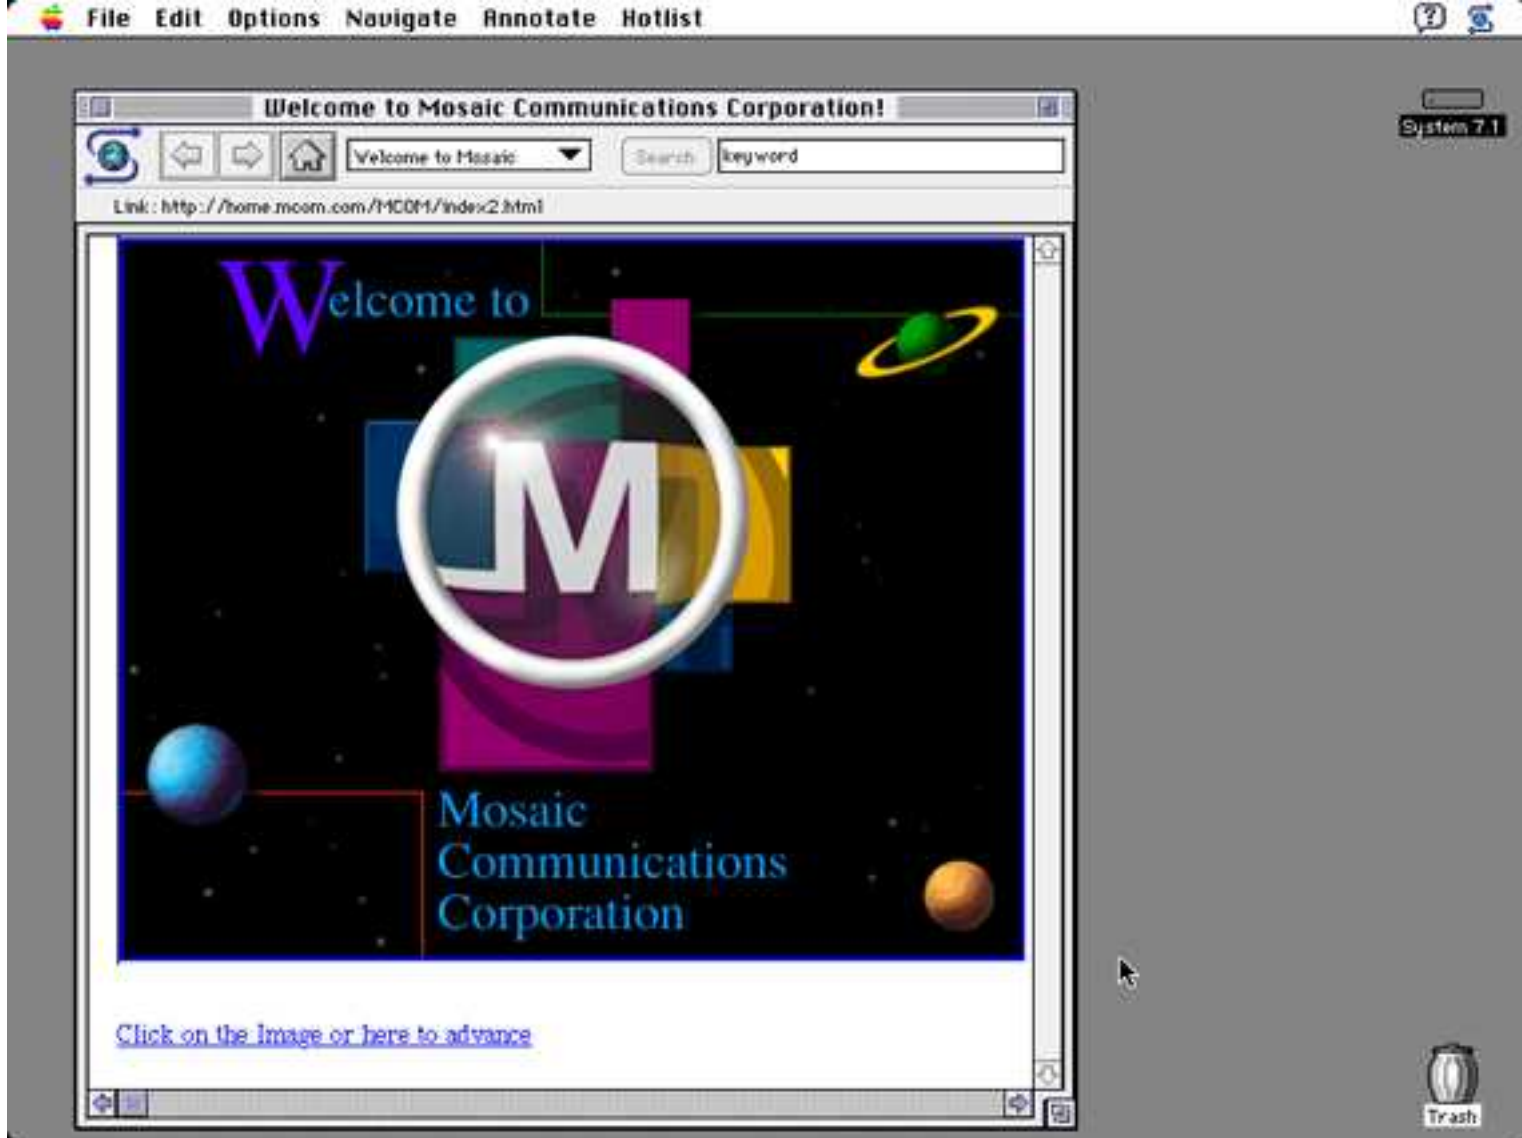 File Edit Options Navigate Annotate Hotlist
Welcome to Mosaic Communications Corporation!
System 7.1
Welcome to Mosaic
Search
keyword
Link: http://home.mcom.com/MCOM/index2.html
Welcome to
M
Mosaic
Communications
Corporation
Click on the Image or here to advance
Trash